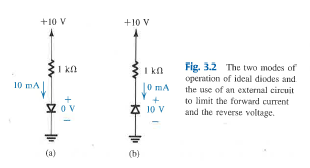 +10 V
+10 V
1 kΩ
1 kΩ
10 mA
0 mA
+
0 V
−
+
10 V
−
(a)
(b)
Fig. 3.2 The two modes of
operation of ideal diodes and
the use of an external circuit
to limit the forward current
and the reverse voltage.